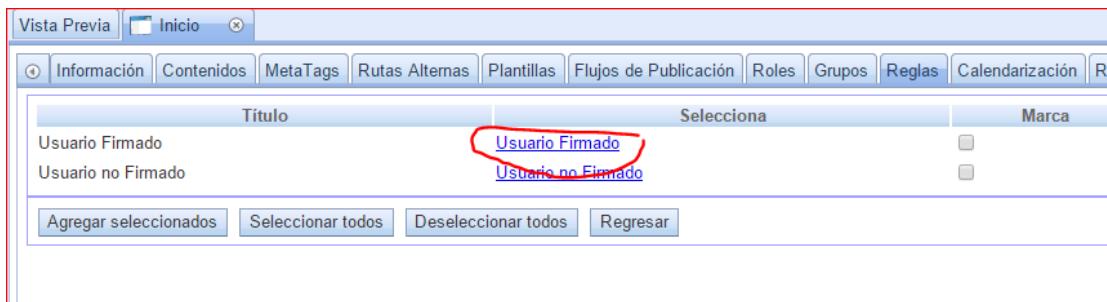 Vista Previa Inicio
Información Contenidos MetaTags Rutas Alternas Plantillas Flujos de Publicación Roles Grupos Reglas Calendarización R
Título Selecciona Marca
Usuario Firmado Usuario Firmado
Usuario no Firmado Usuario no Firmado
Agregar seleccionados Seleccionar todos Deseleccionar todos Regresar